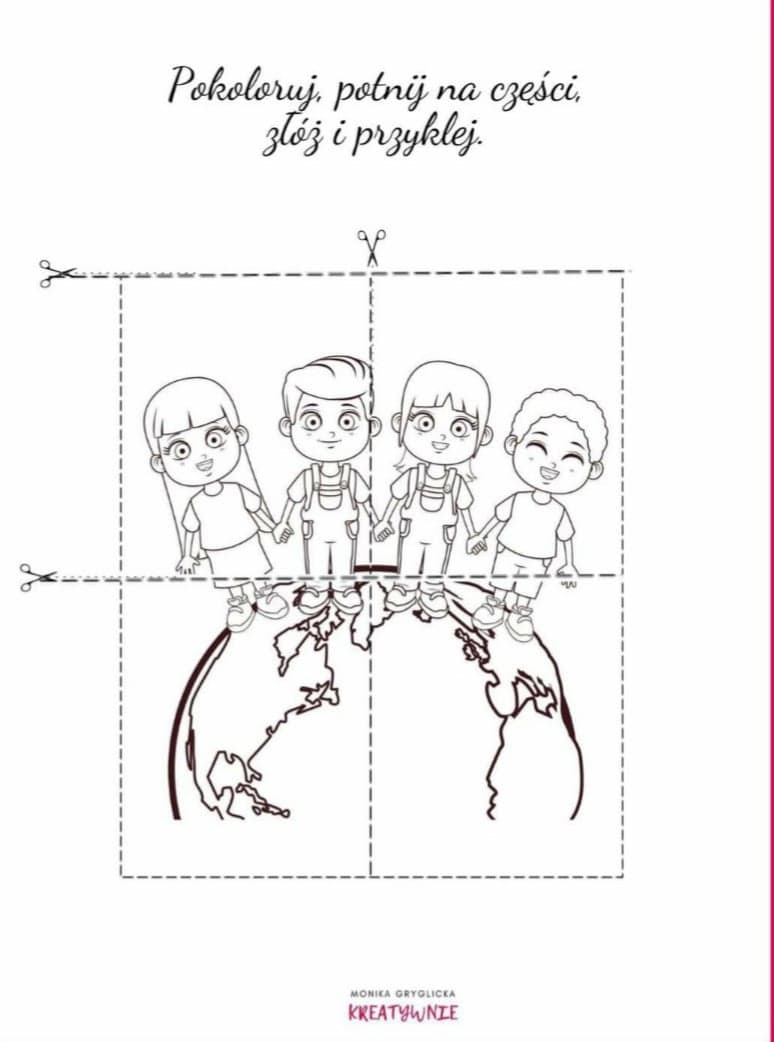 Pokoloruj, potnij na części,
złóż i przyklej.
MONIKA GRYGLICKA
KREATYWNIE